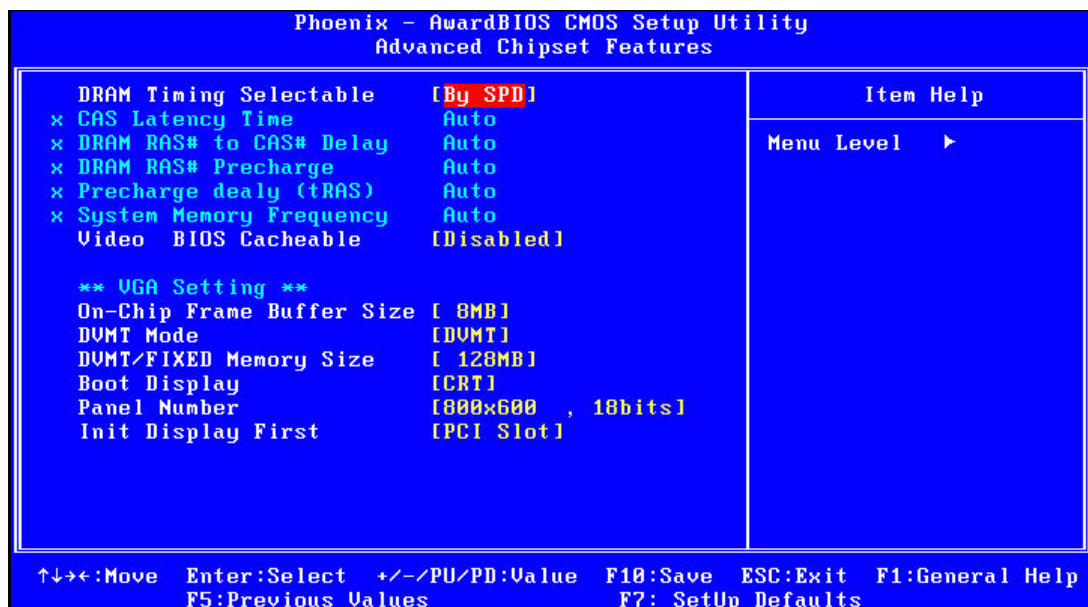 Phoenix - AwardBIOS CMOS Setup Utility
Advanced Chipset Features
DRAM Timing Selectable [By SPD]
x CAS Latency Time Auto
x DRAM RAS# to CAS# Delay Auto
x DRAM RAS# Precharge Auto
x Precharge dealy (tRAS) Auto
x System Memory Frequency Auto
Video BIOS Cacheable [Disabled]
** VGA Setting **
On-Chip Frame Buffer Size [ 8MB]
DVMT Mode [DVMT]
DVMT/FIXED Memory Size [ 128MB]
Boot Display [CRT]
Panel Number [800x600 , 18bits]
Init Display First [PCI Slot]
Item Help
Menu Level ►
↑↓→←:Move Enter:Select +/-/PU/PD:Value F10:Save ESC:Exit F1:General Help
F5:Previous Values F7: SetUp Defaults